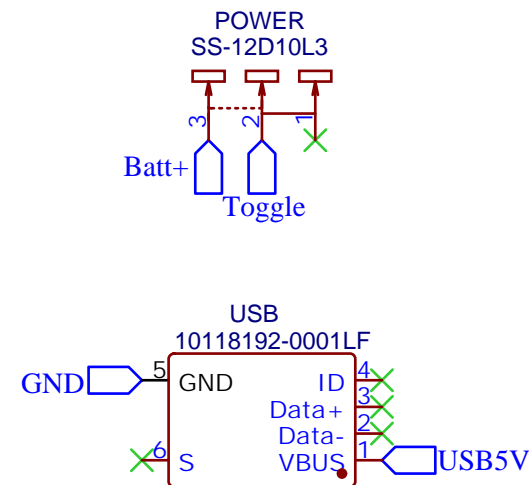 POWER
SS-12D10L3
3 2 1
Batt+
Toggle
USB
10118192-0001LF
GND 5 GND ID 4
Data+ 3
Data- 2
6 S VBUS 1 USB5V